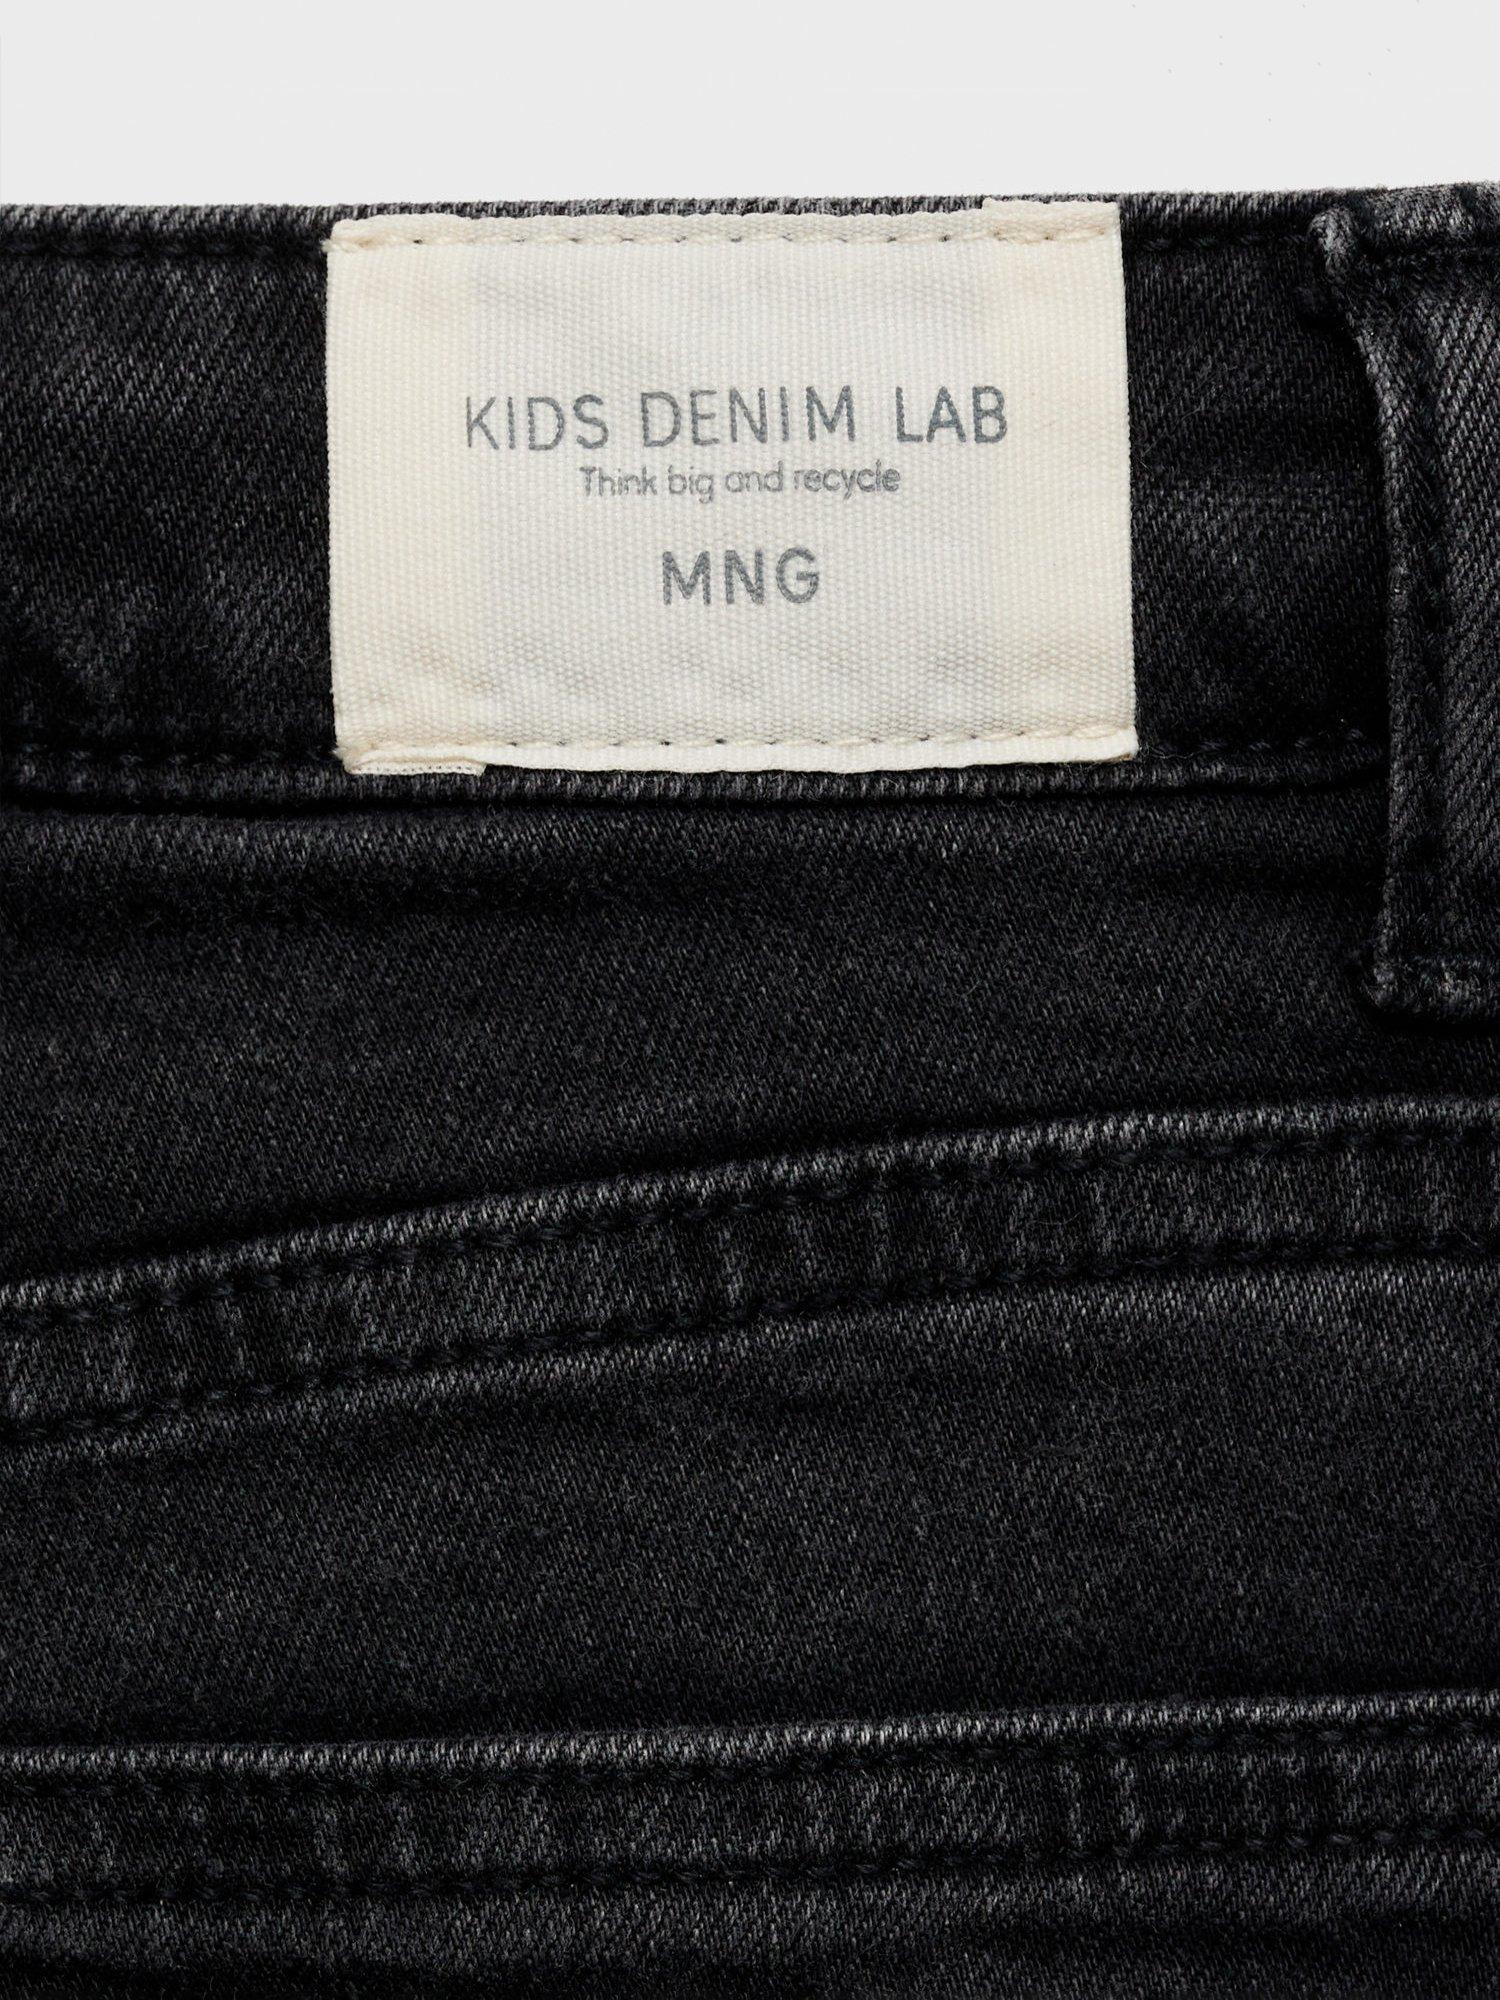 KIDS DENIM LAB
Think big and recycle
MNG